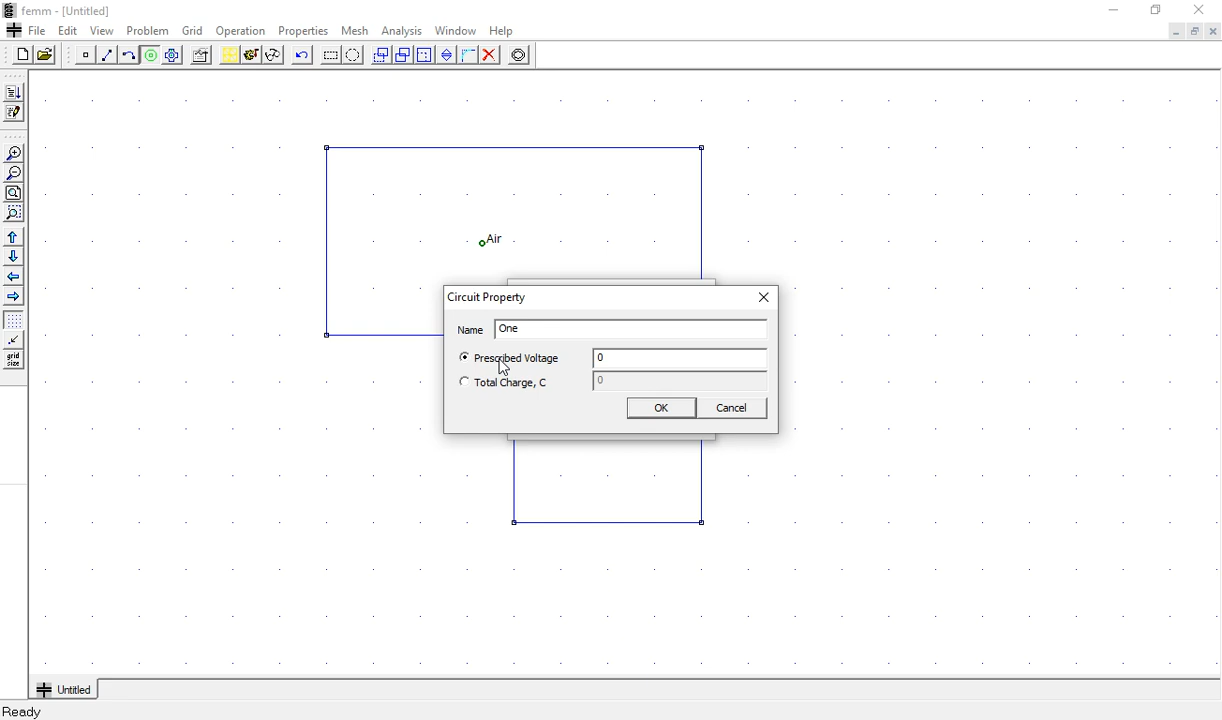 femm - [Untitled]
File Edit View Problem Grid Operation Properties Mesh Analysis Window Help
Air
Circuit Property
Name One
Prescribed Voltage 0
Total Charge, C 0
OK Cancel
grid
size
Untitled
Ready